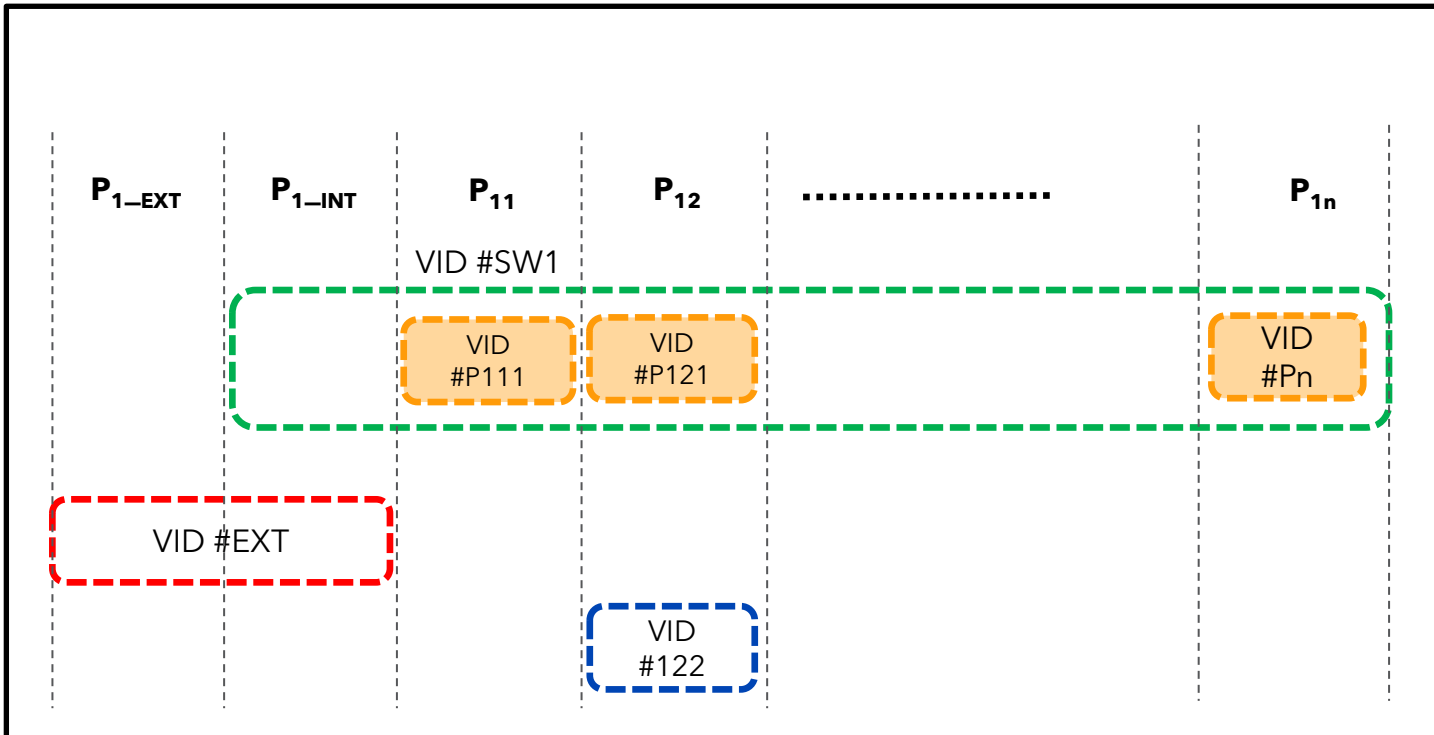 P₁₋EXT P₁₋INT P₁₁ P₁₂ ........................ P₁ₙ
VID #SW1
VID
#P111
VID
#P121
VID
#Pn
VID #EXT
VID
#122